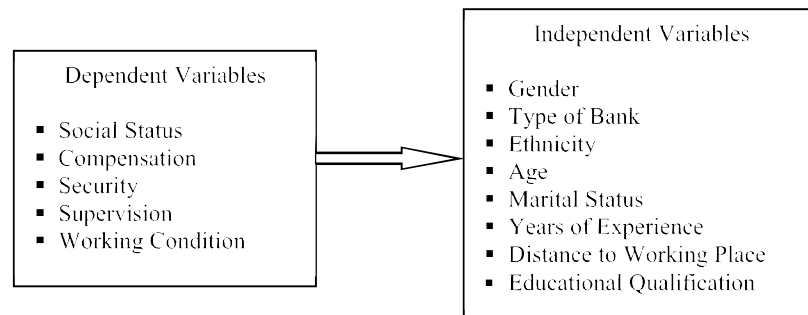 Dependent Variables
▪ Social Status
▪ Compensation
▪ Security
▪ Supervision
▪ Working Condition
Independent Variables
▪ Gender
▪ Type of Bank
▪ Ethnicity
▪ Age
▪ Marital Status
▪ Years of Experience
▪ Distance to Working Place
▪ Educational Qualification